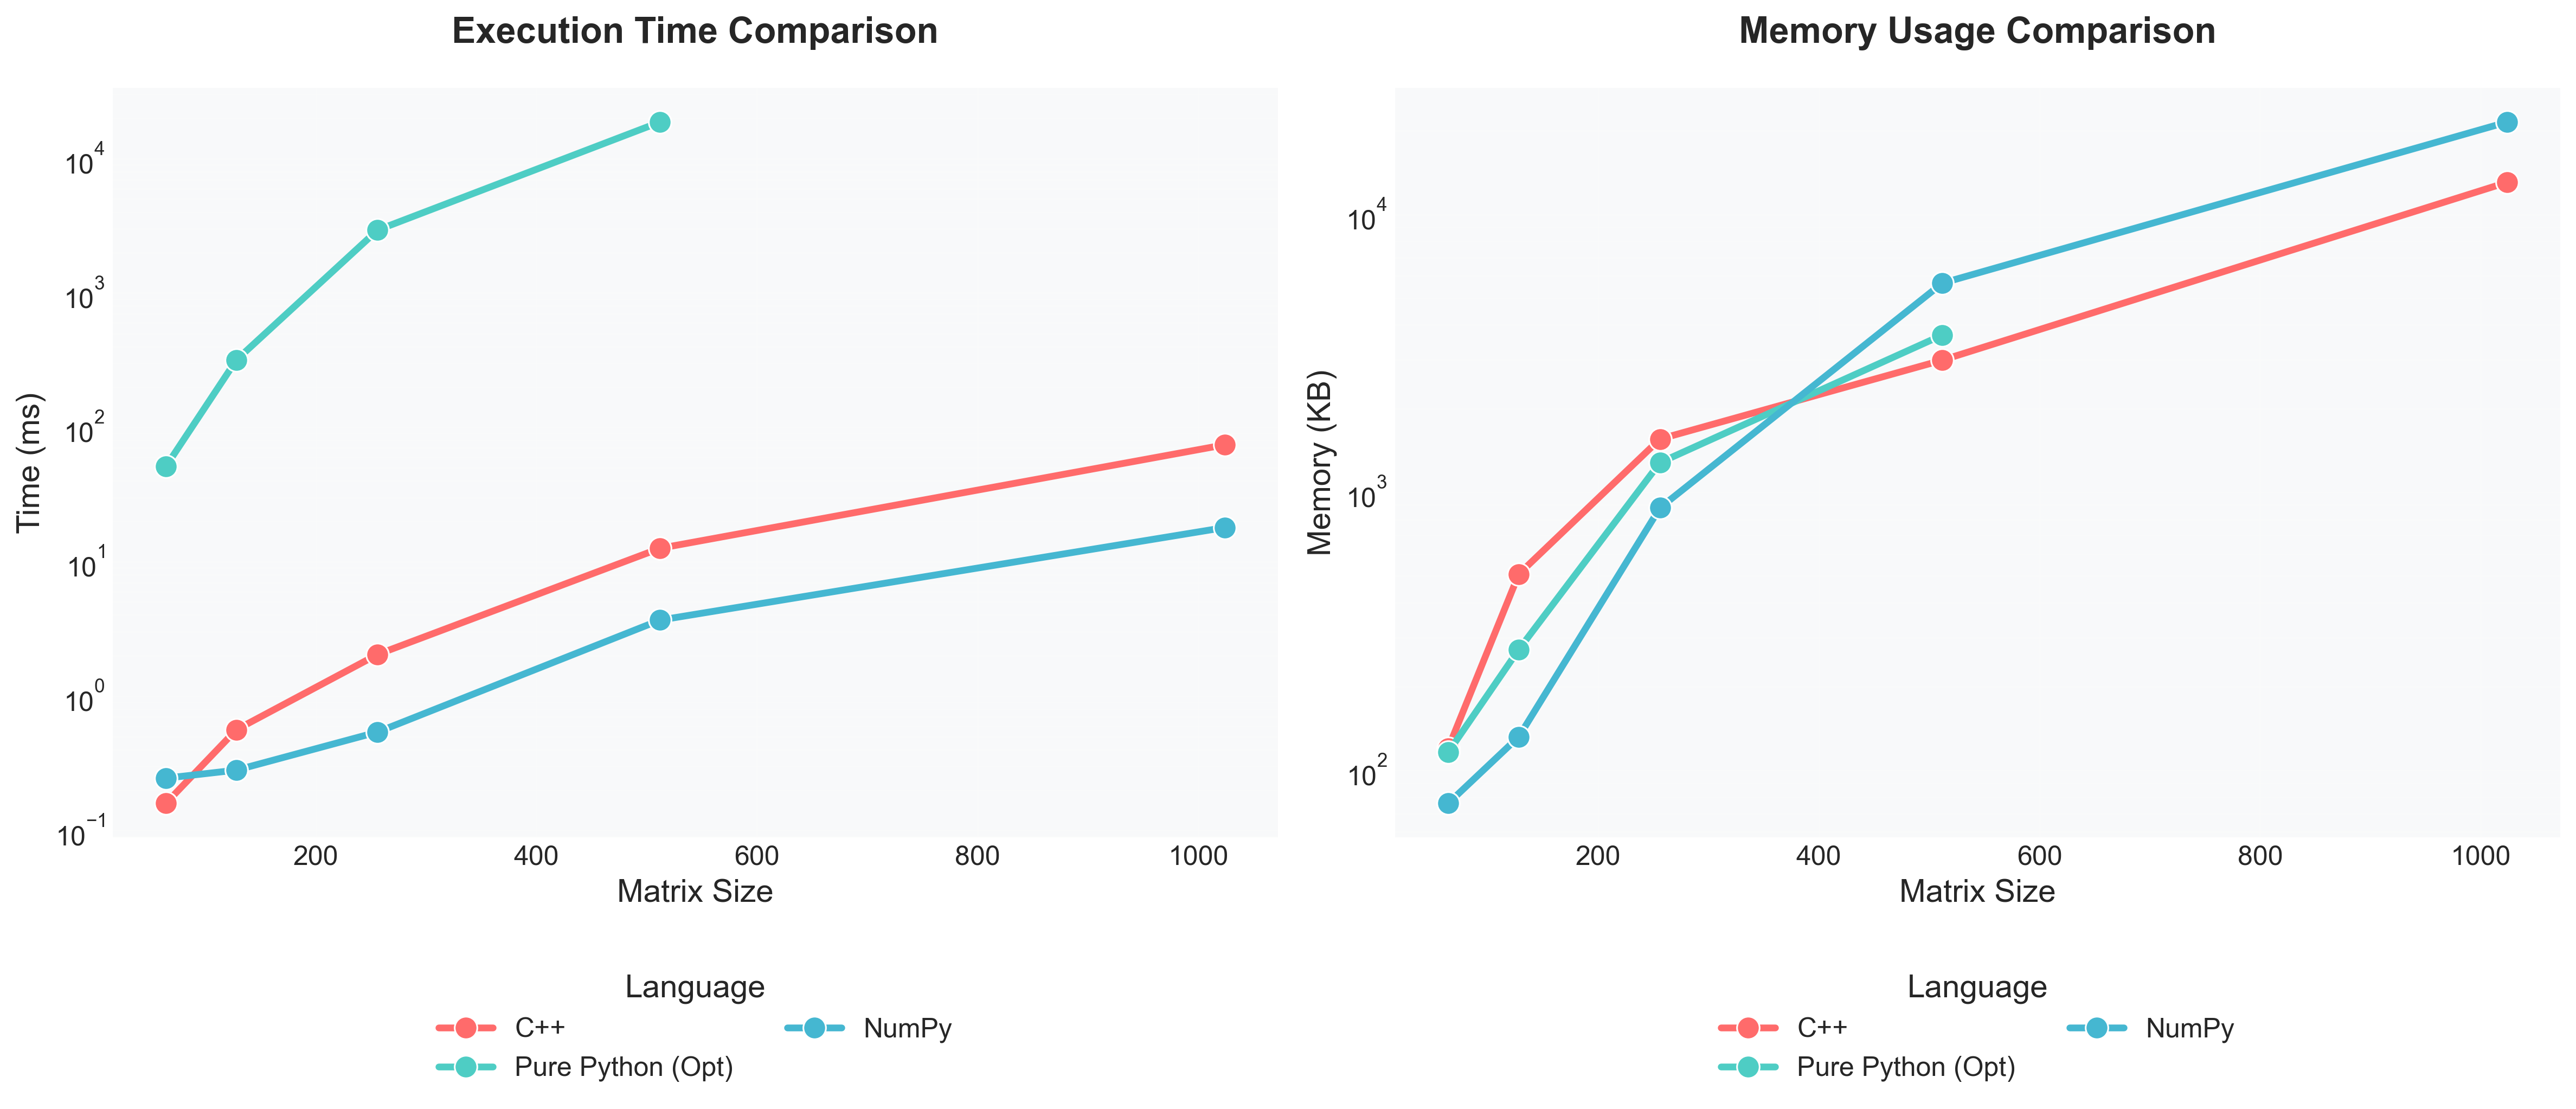 Execution Time Comparison
Time (ms)
10^4
10^3
10^2
10^1
10^0
10^−1
200 400 600 800 1000
Matrix Size
Language
C++
NumPy
Pure Python (Opt)
Memory Usage Comparison
Memory (KB)
10^4
10^3
10^2
200 400 600 800 1000
Matrix Size
Language
C++
NumPy
Pure Python (Opt)